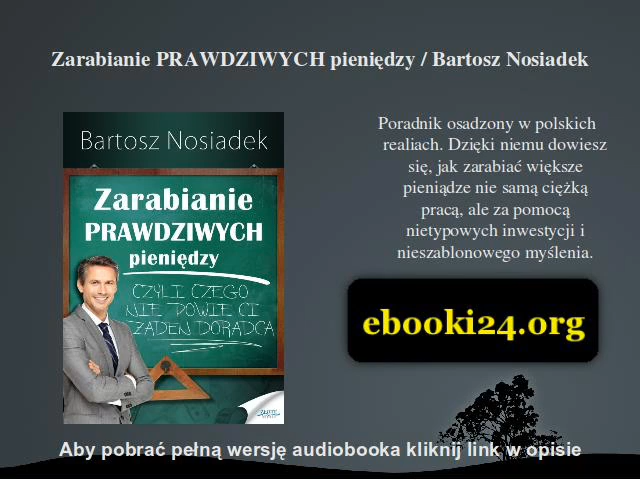 Zarabianie PRAWDZIWYCH pieniędzy / Bartosz Nosiadek
Bartosz Nosiadek
Zarabianie
PRAWDZIWYCH
pieniędzy
CZYLI CZEGO
NIE POWIE CI
ŻADEN DORADCA
Poradnik osadzony w polskich
realiach. Dzięki niemu dowiesz
się, jak zarabiać większe
pieniądze nie samą ciężką
pracą, ale za pomocą
nietypowych inwestycji i
nieszablonowego myślenia.
ebooki24.org
Aby pobrać pełną wersję audiobooka kliknij link w opisie